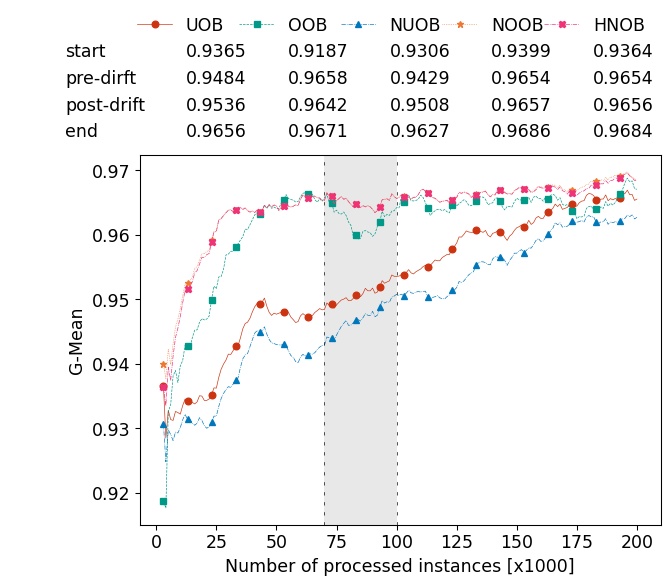 UOB OOB NUOB NOOB HNOB
start 0.9365 0.9187 0.9306 0.9399 0.9364
pre-dirft 0.9484 0.9658 0.9429 0.9654 0.9654
post-drift 0.9536 0.9642 0.9508 0.9657 0.9656
end 0.9656 0.9671 0.9627 0.9686 0.9684
0.97
0.96
0.95
0.94
0.93
0.92
G-Mean
0 25 50 75 100 125 150 175 200
Number of processed instances [x1000]